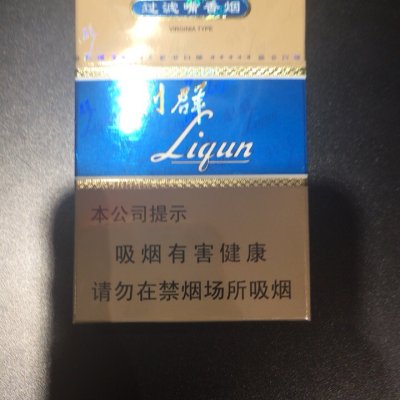 过滤嘴香烟
VIRGINIA TYPE
利群
Liqun
本公司提示
吸烟有害健康
请勿在禁烟场所吸烟